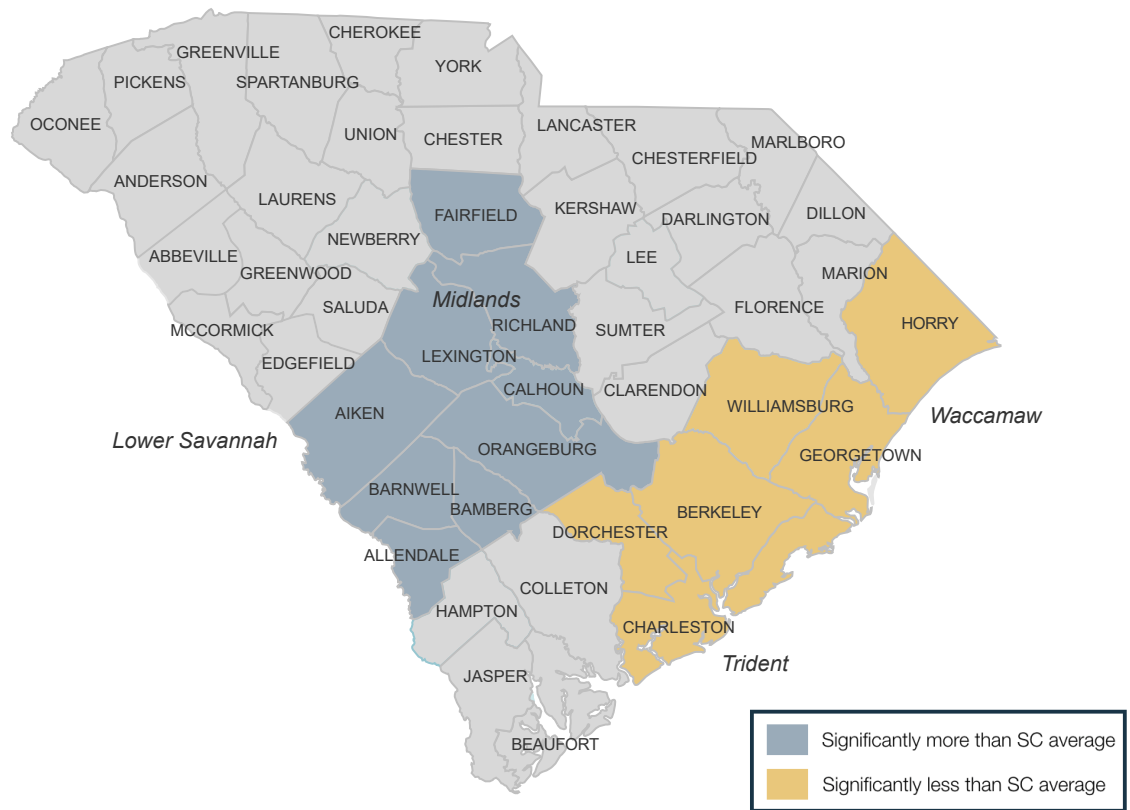 CHEROKEE
GREENVILLE
YORK
PICKENS
SPARTANBURG
OCONEE
UNION
CHESTER
LANCASTER
MARLBORO
CHESTERFIELD
ANDERSON
LAURENS
FAIRFIELD
KERSHAW
DARLINGTON
DILLON
NEWBERRY
ABBEVILLE
LEE
GREENWOOD
MARION
Midlands
SALUDA
FLORENCE
HORRY
MCCORMICK
RICHLAND
SUMTER
EDGEFIELD
LEXINGTON
CALHOUN
CLARENDON
AIKEN
WILLIAMSBURG
Waccamaw
Lower Savannah
ORANGEBURG
GEORGETOWN
BARNWELL
BAMBERG
BERKELEY
DORCHESTER
ALLENDALE
COLLETON
HAMPTON
CHARLESTON
Trident
JASPER
BEAUFORT
Significantly more than SC average
Significantly less than SC average